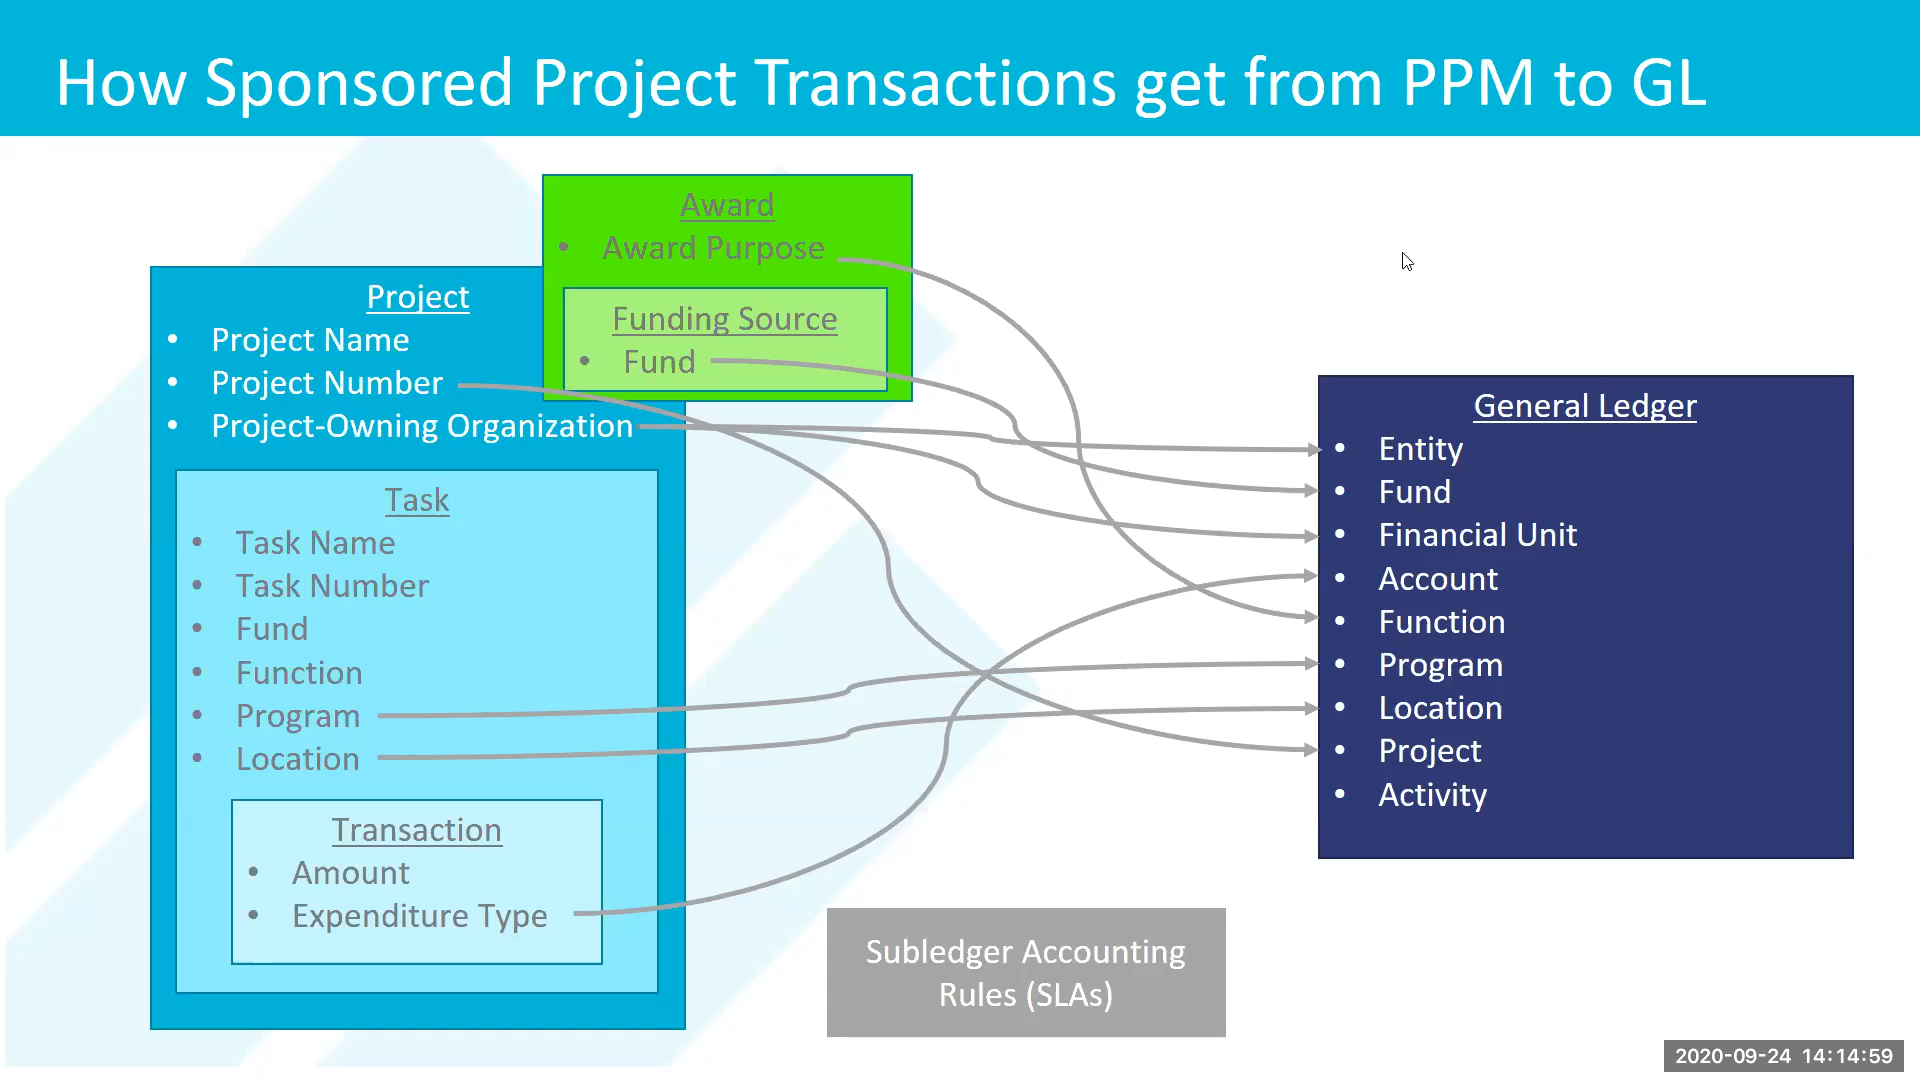 How Sponsored Project Transactions get from PPM to GL
Award
• Award Purpose
Funding Source
• Fund
Project
• Project Name
• Project Number
• Project-Owning Organization
Task
• Task Name
• Task Number
• Fund
• Function
• Program
• Location
Transaction
• Amount
• Expenditure Type
General Ledger
• Entity
• Fund
• Financial Unit
• Account
• Function
• Program
• Location
• Project
• Activity
Subledger Accounting
Rules (SLAs)
2020-09-24 14:14:59